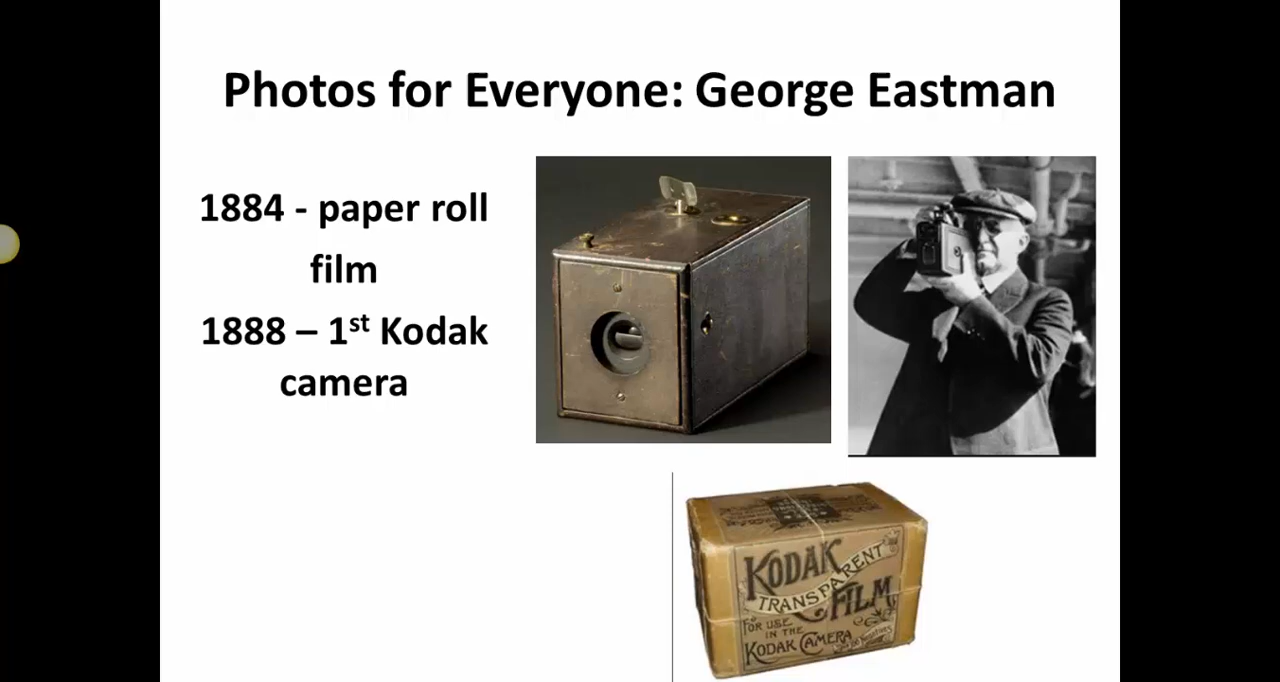 Photos for Everyone: George Eastman
1884 - paper roll
film
1888 – 1st Kodak
camera
KODAK
TRANSPARENT
FILM
FOR USE
IN THE
KODAK CAMERA